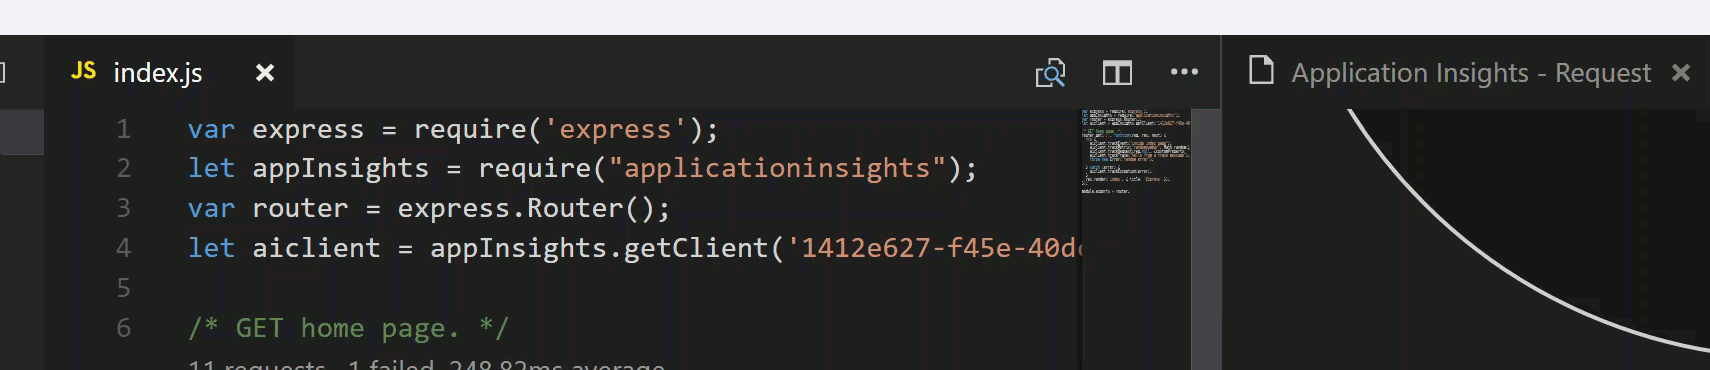 JS index.js
Application Insights - Request
1 var express = require('express');
2 let appInsights = require("applicationinsights");
3 var router = express.Router();
4 let aiclient = appInsights.getClient('1412e627-f45e-40d
5
6 /* GET home page. */
11 requests, 1 failed, 248.82ms average